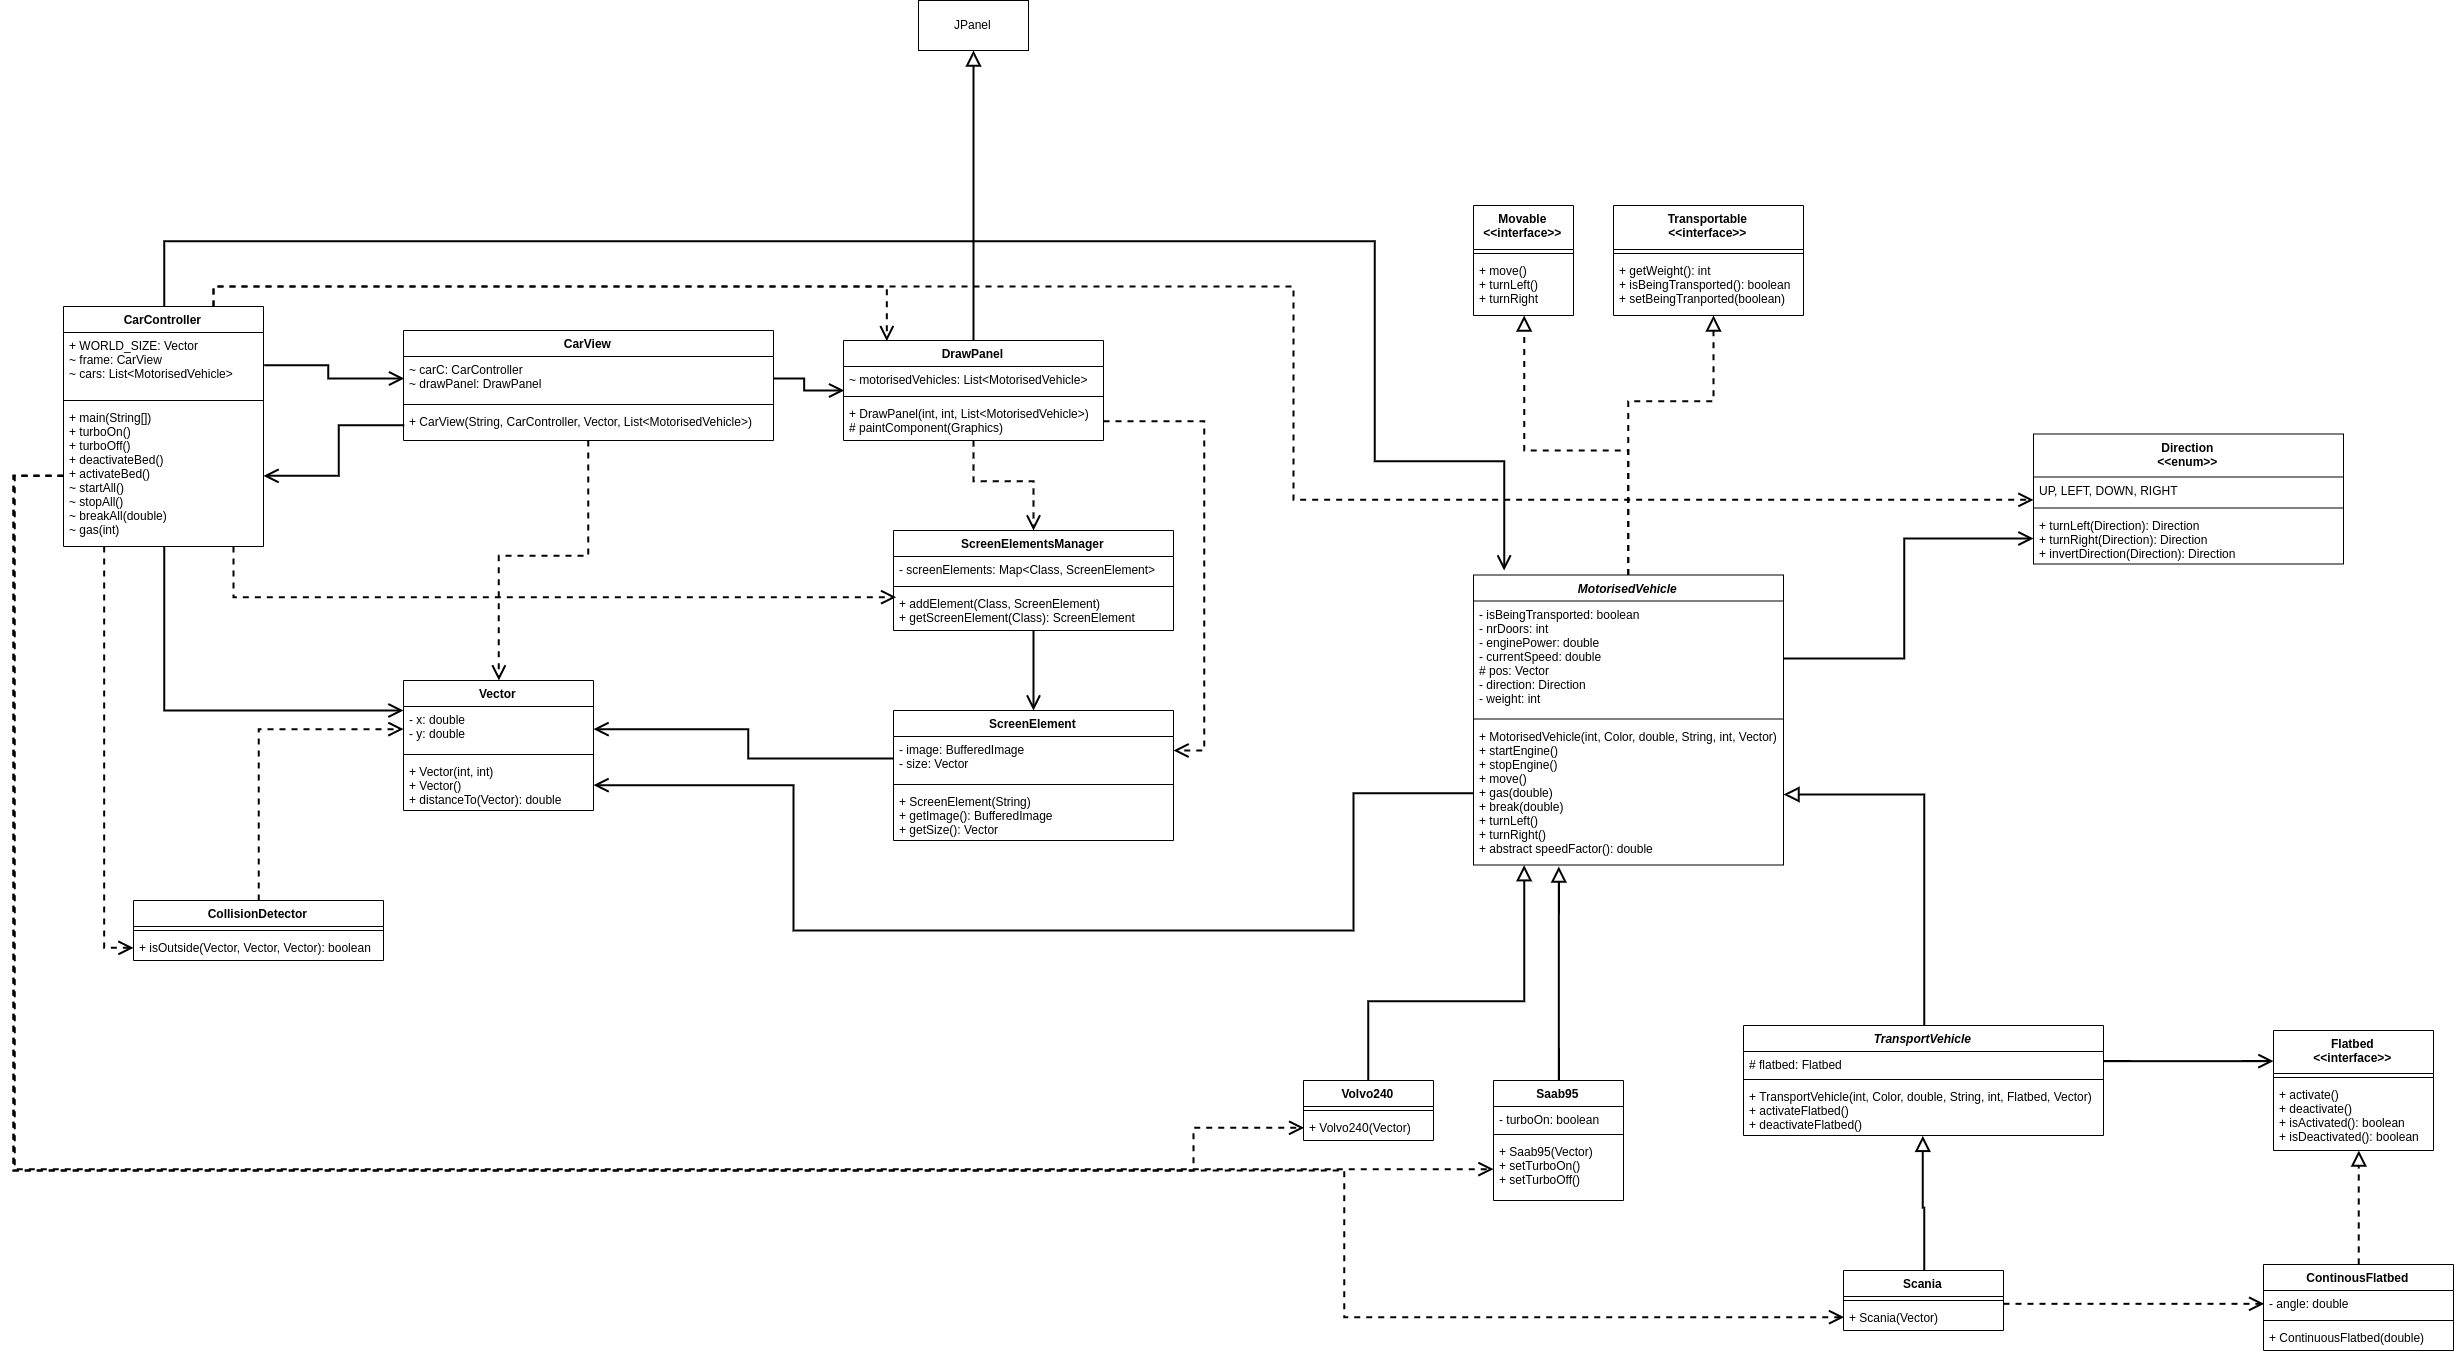 JPanel
Movable
<<interface>>
+ move()
+ turnLeft()
+ turnRight
Transportable
<<interface>>
+ getWeight(): int
+ isBeingTransported(): boolean
+ setBeingTranported(boolean)
CarController
+ WORLD_SIZE: Vector
~ frame: CarView
~ cars: List<MotorisedVehicle>
+ main(String[])
+ turboOn()
+ turboOff()
+ deactivateBed()
+ activateBed()
~ startAll()
~ stopAll()
~ breakAll(double)
~ gas(int)
CarView
~ carC: CarController
~ drawPanel: DrawPanel
+ CarView(String, CarController, Vector, List<MotorisedVehicle>)
DrawPanel
~ motorisedVehicles: List<MotorisedVehicle>
+ DrawPanel(int, int, List<MotorisedVehicle>)
# paintComponent(Graphics)
Direction
<<enum>>
UP, LEFT, DOWN, RIGHT
+ turnLeft(Direction): Direction
+ turnRight(Direction): Direction
+ invertDirection(Direction): Direction
ScreenElementsManager
- screenElements: Map<Class, ScreenElement>
+ addElement(Class, ScreenElement)
+ getScreenElement(Class): ScreenElement
MotorisedVehicle
- isBeingTransported: boolean
- nrDoors: int
- enginePower: double
- currentSpeed: double
# pos: Vector
- direction: Direction
- weight: int
+ MotorisedVehicle(int, Color, double, String, int, Vector)
+ startEngine()
+ stopEngine()
+ move()
+ gas(double)
+ break(double)
+ turnLeft()
+ turnRight()
+ abstract speedFactor(): double
Vector
- x: double
- y: double
+ Vector(int, int)
+ Vector()
+ distanceTo(Vector): double
ScreenElement
- image: BufferedImage
- size: Vector
+ ScreenElement(String)
+ getImage(): BufferedImage
+ getSize(): Vector
CollisionDetector
+ isOutside(Vector, Vector, Vector): boolean
Volvo240
+ Volvo240(Vector)
Saab95
- turboOn: boolean
+ Saab95(Vector)
+ setTurboOn()
+ setTurboOff()
TransportVehicle
# flatbed: Flatbed
+ TransportVehicle(int, Color, double, String, int, Flatbed, Vector)
+ activateFlatbed()
+ deactivateFlatbed()
Flatbed
<<interface>>
+ activate()
+ deactivate()
+ isActivated(): boolean
+ isDeactivated(): boolean
Scania
+ Scania(Vector)
ContinousFlatbed
- angle: double
+ ContinuousFlatbed(double)